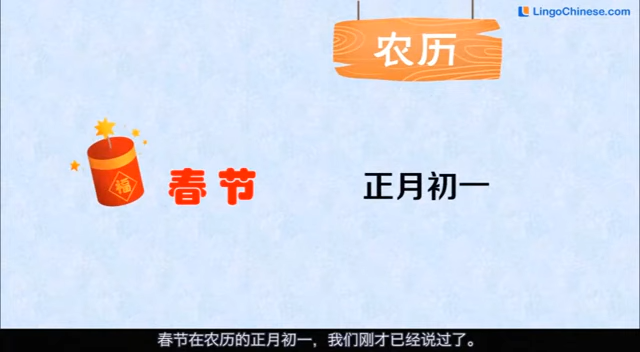 LingoChinese.com
农历
福
春节
正月初一
春节在农历的正月初一，我们刚才已经说过了。